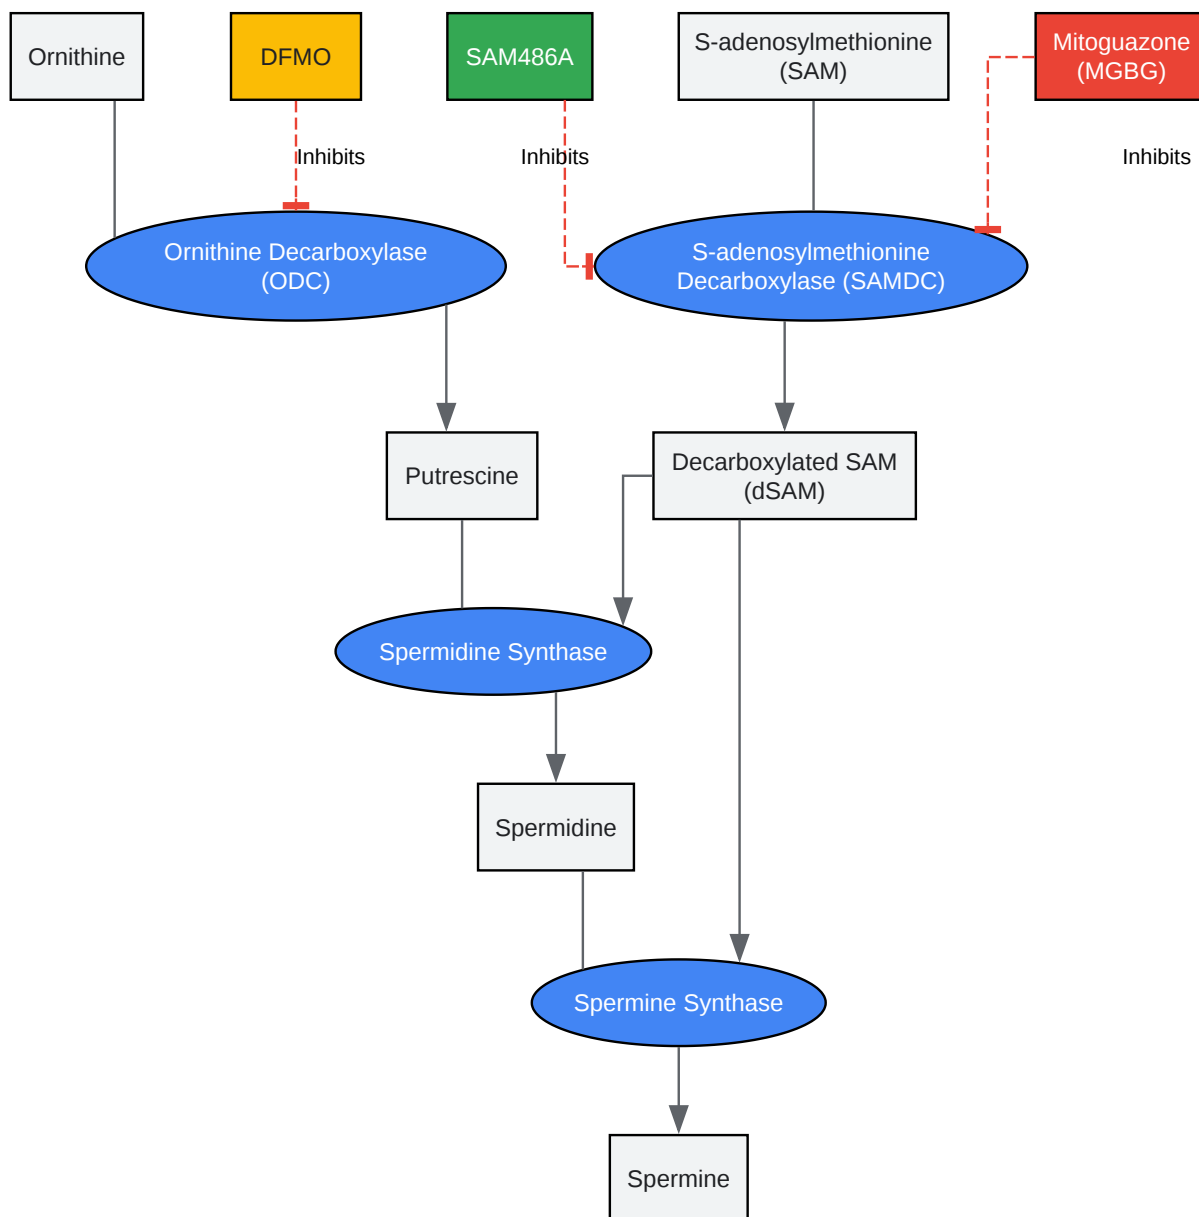 Ornithine
DFMO
SAM486A
S-adenosylmethionine
(SAM)
Mitoguazone
(MGBG)
Inhibits
Inhibits
Inhibits
Ornithine Decarboxylase
(ODC)
S-adenosylmethionine
Decarboxylase (SAMDC)
Putrescine
Decarboxylated SAM
(dSAM)
Spermidine Synthase
Spermidine
Spermine Synthase
Spermine